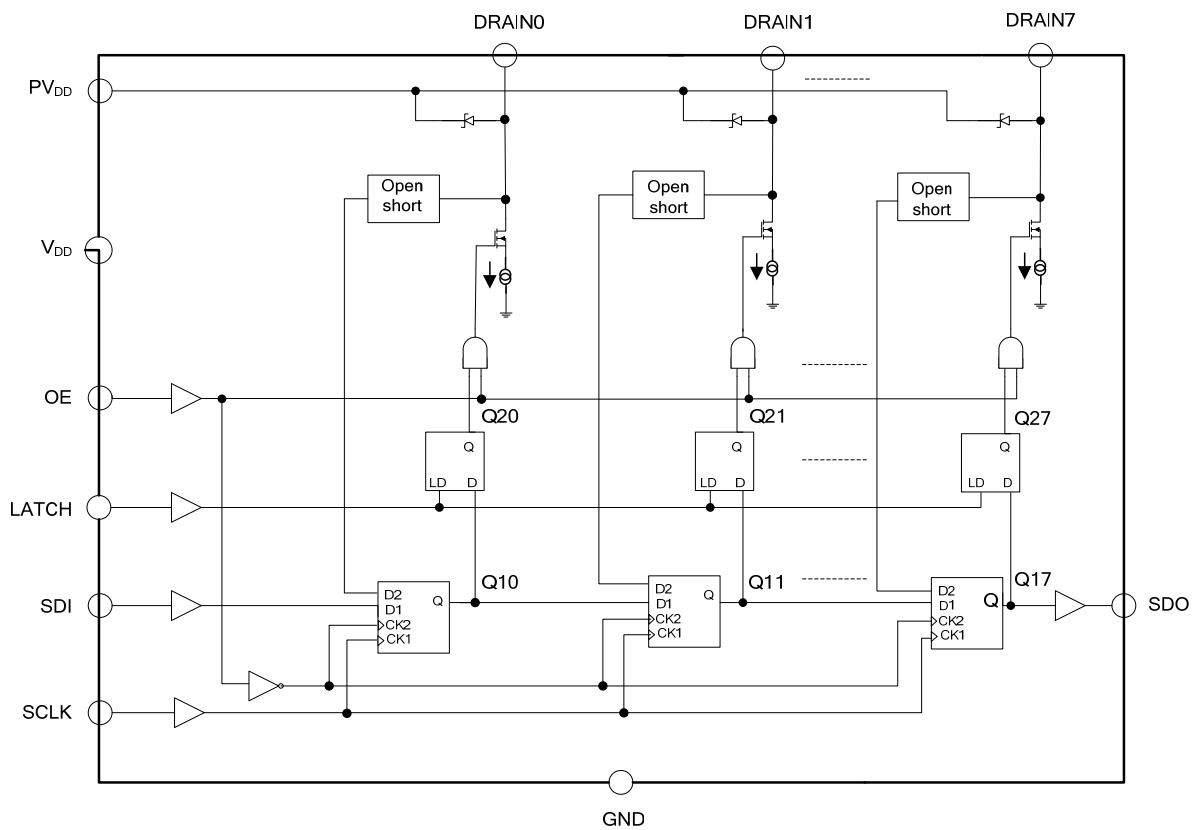 DRAIN0
DRAIN1
DRAIN7
PVDD
Open
short
Open
short
Open
short
VDD
OE
Q20
Q21
Q27
Q
Q
Q
LD D
LD D
LD D
LATCH
Q10
Q11
Q17
SDI
D2
D1
Q
CK2
CK1
D2
D1
Q
CK2
CK1
D2
D1
Q
CK2
CK1
SDO
SCLK
GND